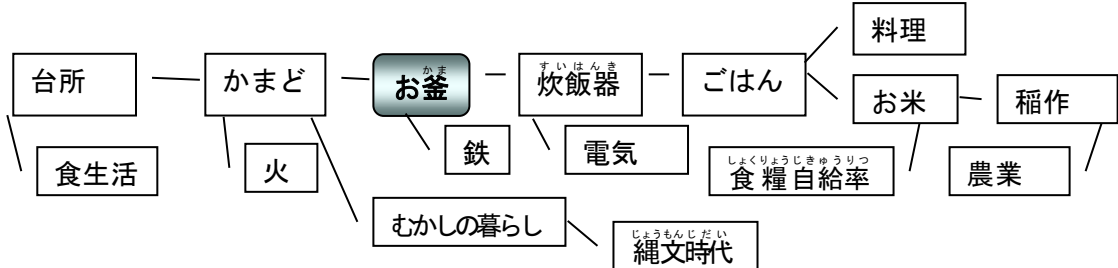 料理
台所
かまど
お釜
かま
炊飯器
すいはんき
ごはん
お米
稲作
食生活
火
鉄
電気
食糧自給率
しょくりょうじきゅうりつ
農業
むかしの暮らし
縄文時代
じょうもんじだい